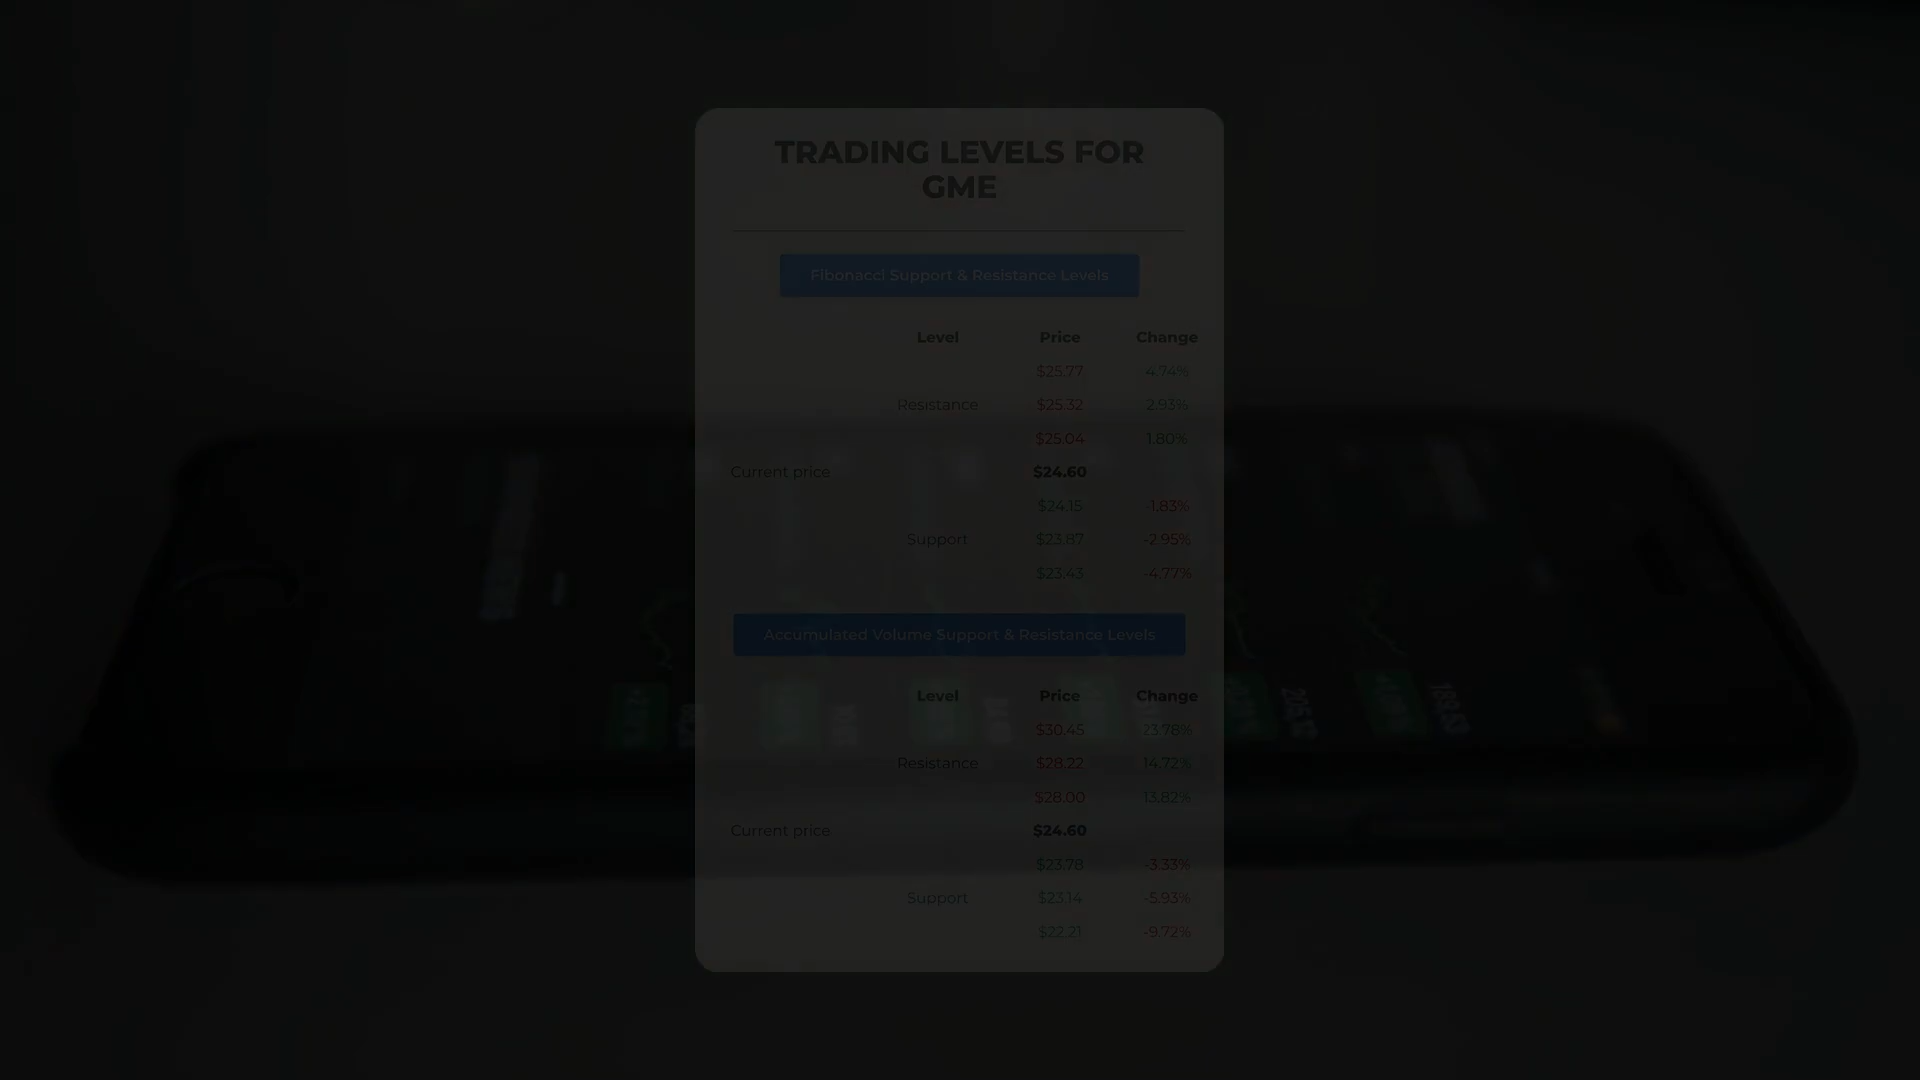 TRADING LEVELS FOR
GME
Fibonacci Support & Resistance Levels
Level Price Change
$25.77 4.74%
Resistance $25.32 2.93%
$25.04 1.80%
Current price $24.60
$24.15 -1.83%
Support $23.87 -2.95%
$23.43 -4.77%
Accumulated Volume Support & Resistance Levels
Level Price Change
$30.45 23.78%
Resistance $28.22 14.72%
$28.00 13.82%
Current price $24.60
$23.78 -3.33%
Support $23.14 -5.93%
$22.21 -9.72%